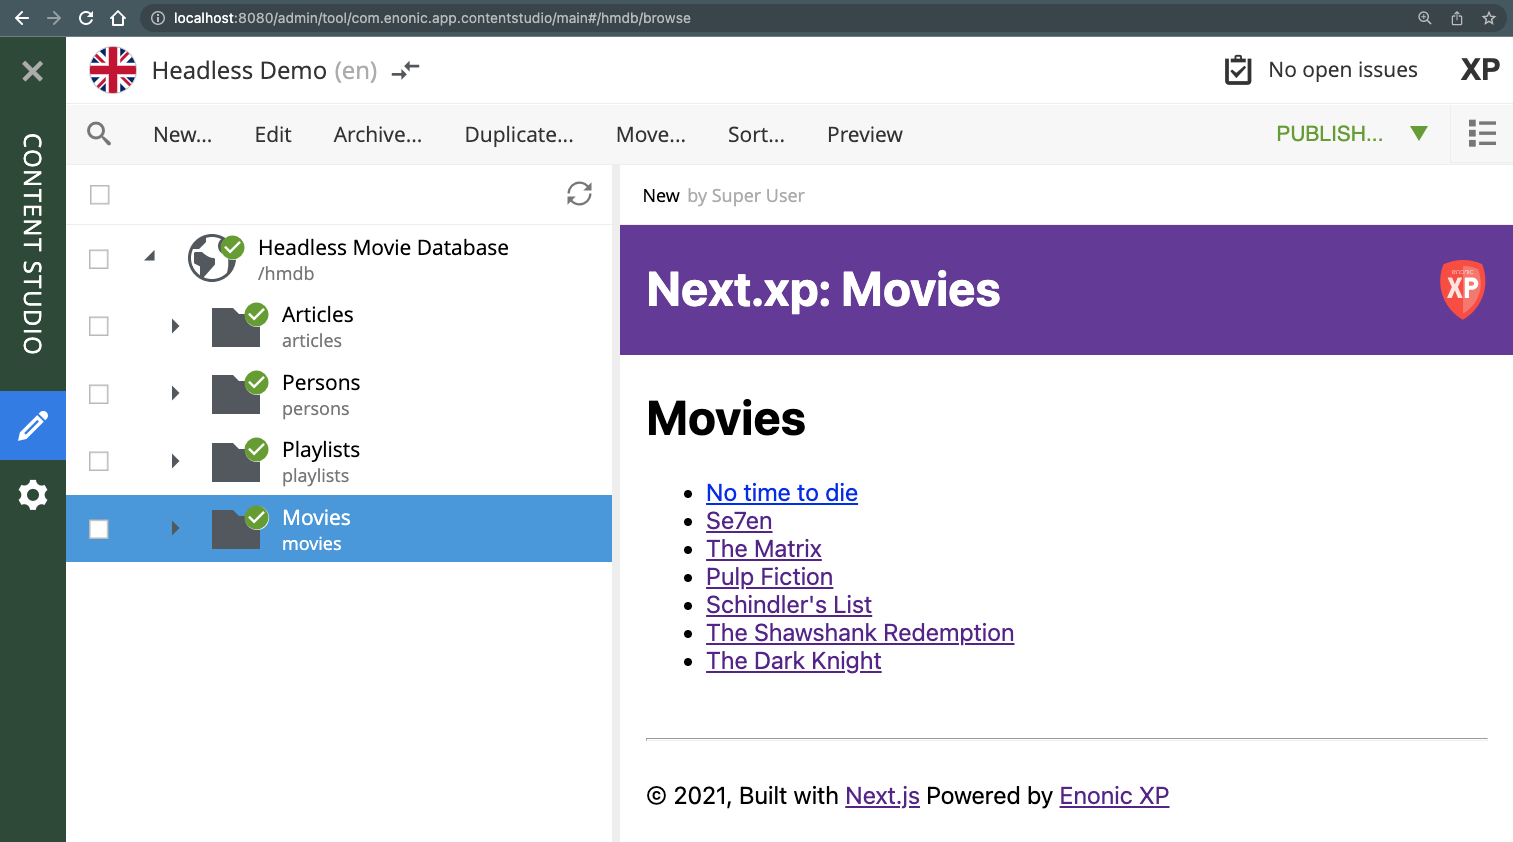 localhost:8080/admin/tool/com.enonic.app.contentstudio/main#/hmdb/browse
Headless Demo (en)
No open issues
XP
CONTENT STUDIO
New...
Edit
Archive...
Duplicate...
Move...
Sort...
Preview
PUBLISH...
Headless Movie Database
/hmdb
Articles
articles
Persons
persons
Playlists
playlists
Movies
movies
New by Super User
Next.xp: Movies
enonic
XP
Movies
No time to die
Se7en
The Matrix
Pulp Fiction
Schindler's List
The Shawshank Redemption
The Dark Knight
© 2021, Built with Next.js Powered by Enonic XP